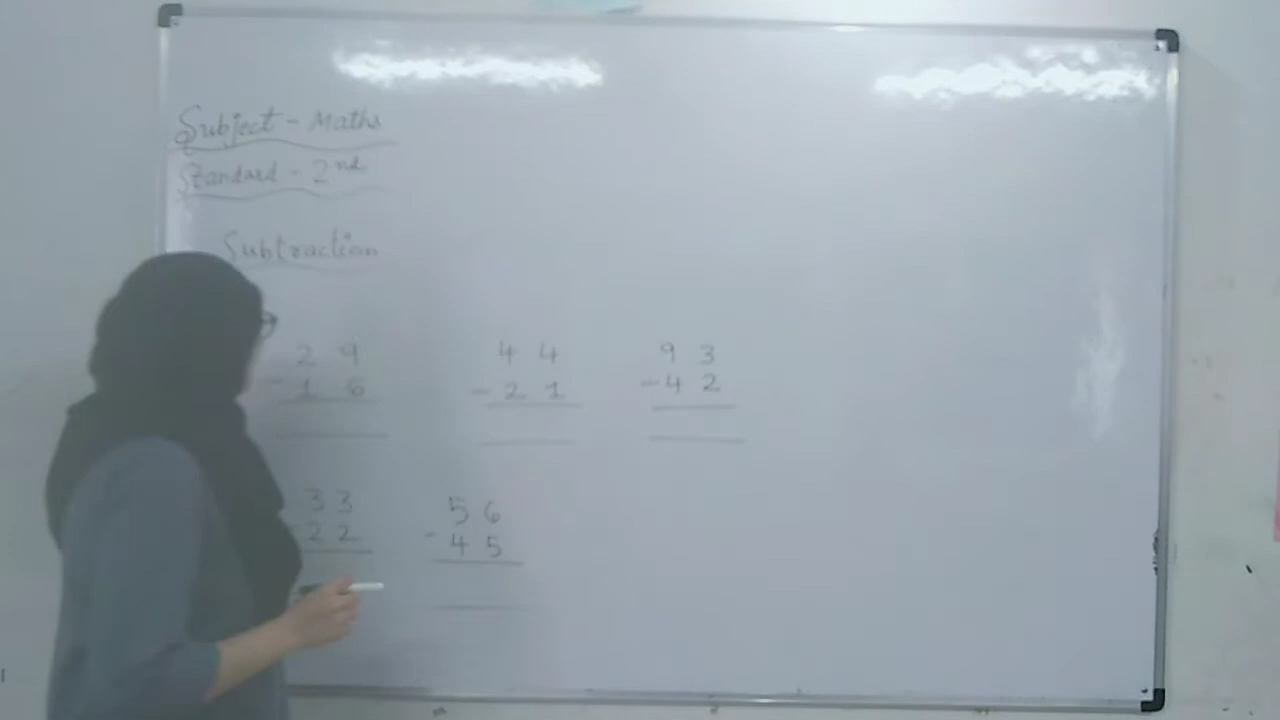 Subject - Maths
Standard - 2nd
Subtraction
2 9 4 4 9 3
- 1 6 - 2 1 - 4 2
3 3 5 6
2 2 - 4 5